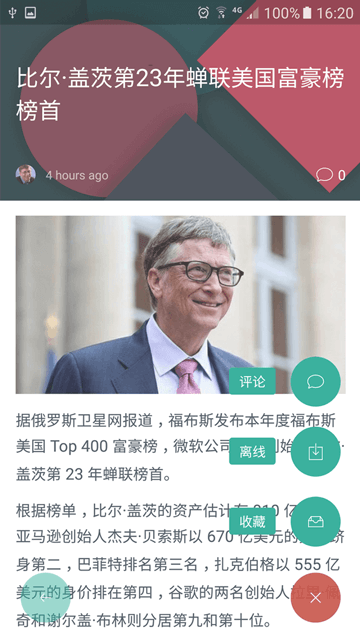 4G 100% 16:20
比尔·盖茨第23年蝉联美国富豪榜
榜首
4 hours ago 0
评论
据俄罗斯卫星网报道，福布斯发布本年度福布斯
美国 Top 400 富豪榜，微软公司
离线
盖茨第 23 年蝉联榜首。
收藏
根据榜单，比尔·盖茨的资产估计
亚马逊创始人杰夫·贝索斯以 670 亿美元的
身第二，巴菲特排名第三名，扎克伯格以 555 亿
美元的身价排在第四，谷歌的两名创始人
奇和谢尔盖·布林则分居第九和第十位。